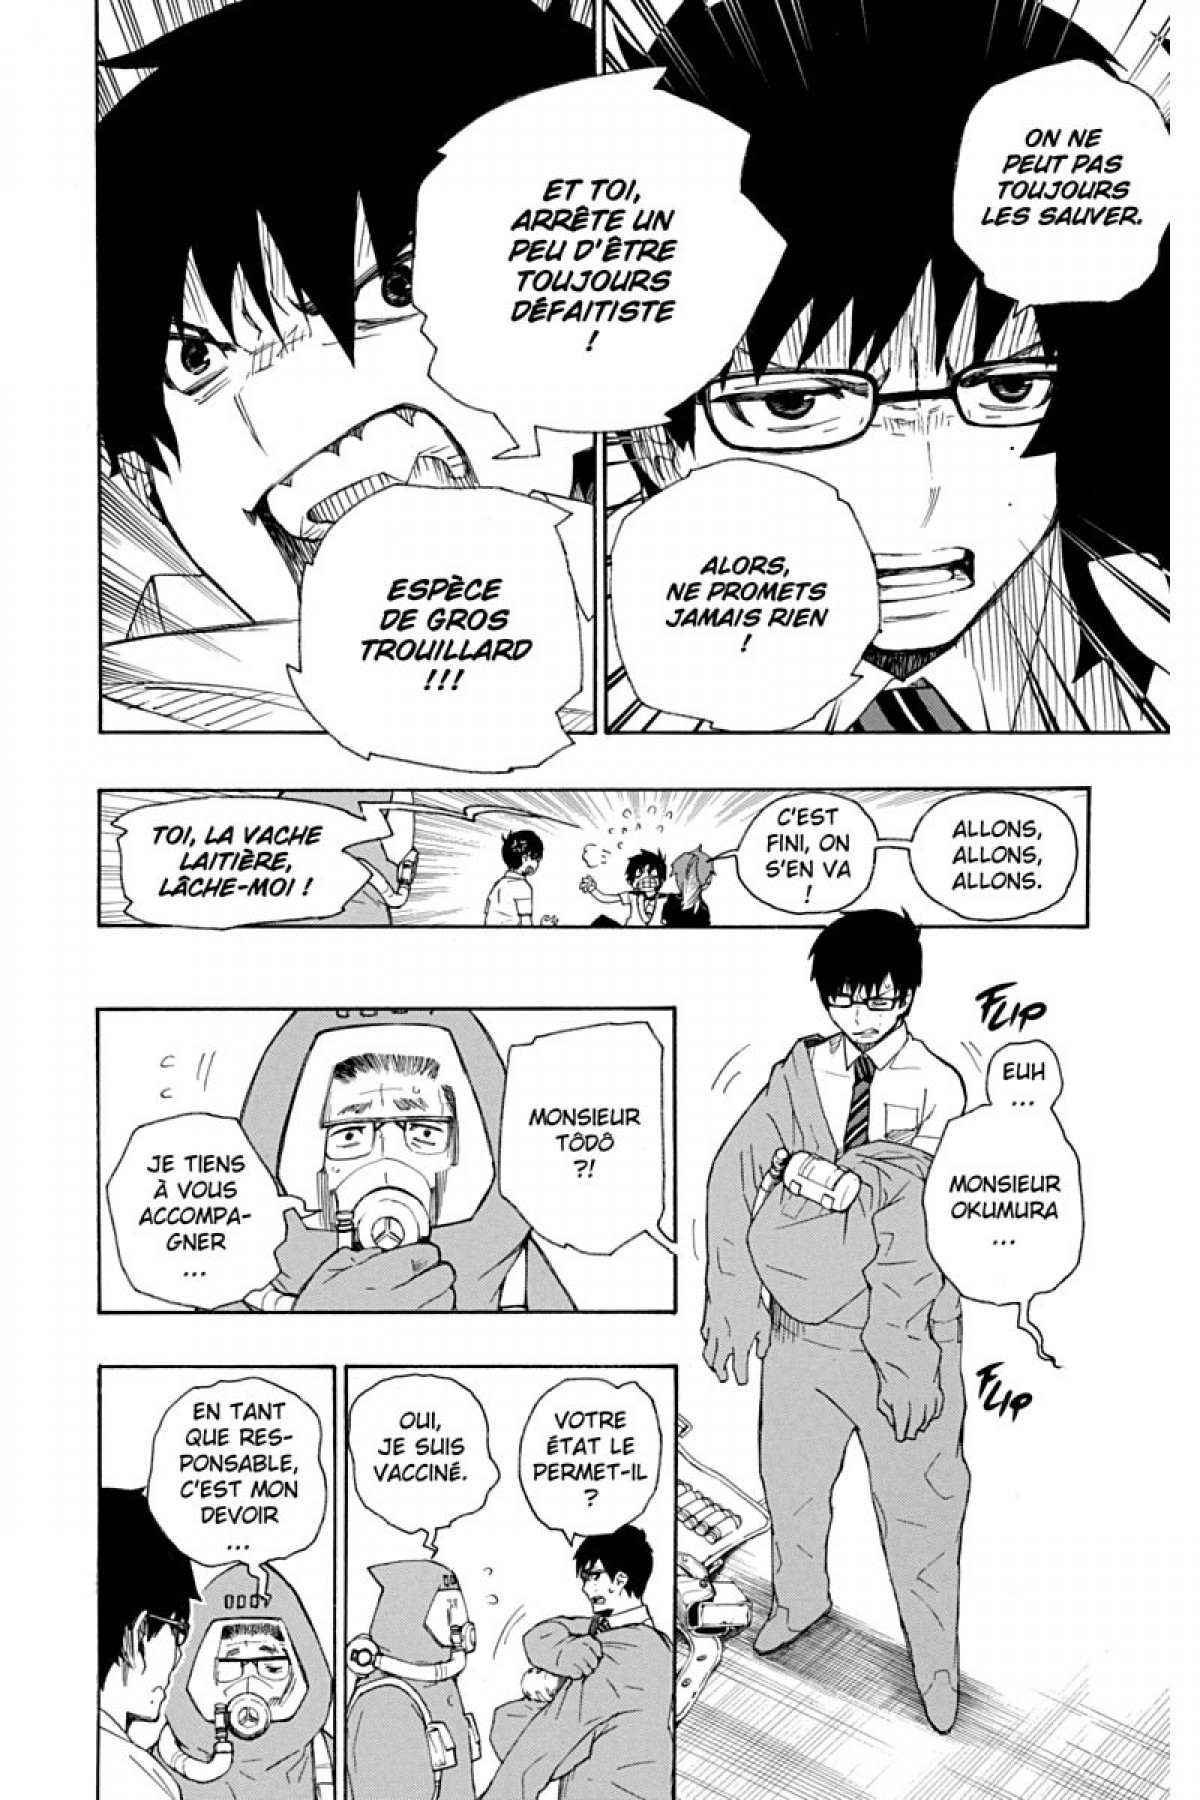 ON NE
PEUT PAS
TOUJOURS
LES SAUVER.
ALORS,
NE PROMETS
JAMAIS RIEN
!
ET TOI,
ARRÊTE UN
PEU D'ÊTRE
TOUJOURS
DÉFAITISTE
!
ESPÈCE
DE GROS
TROUILLARD
!!!
ALLONS,
ALLONS,
ALLONS.
C'EST
FINI, ON
S'EN VA
!
TOI, LA VACHE
LAITIÈRE,
LÂCHE-MOI !
FLIP
EUH
...
MONSIEUR
OKUMURA
...
FLIP
MONSIEUR
TÔDÔ
?!
JE TIENS
À VOUS
ACCOMPA-
GNER
...
VOTRE
ÉTAT LE
PERMET-IL
?
OUI,
JE SUIS
VACCINÉ.
EN TANT
QUE RES-
PONSABLE,
C'EST MON
DEVOIR
...